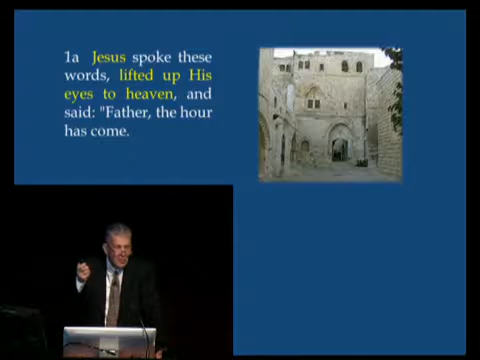 1a Jesus spoke these
words, lifted up His
eyes to heaven, and
said: "Father, the hour
has come.